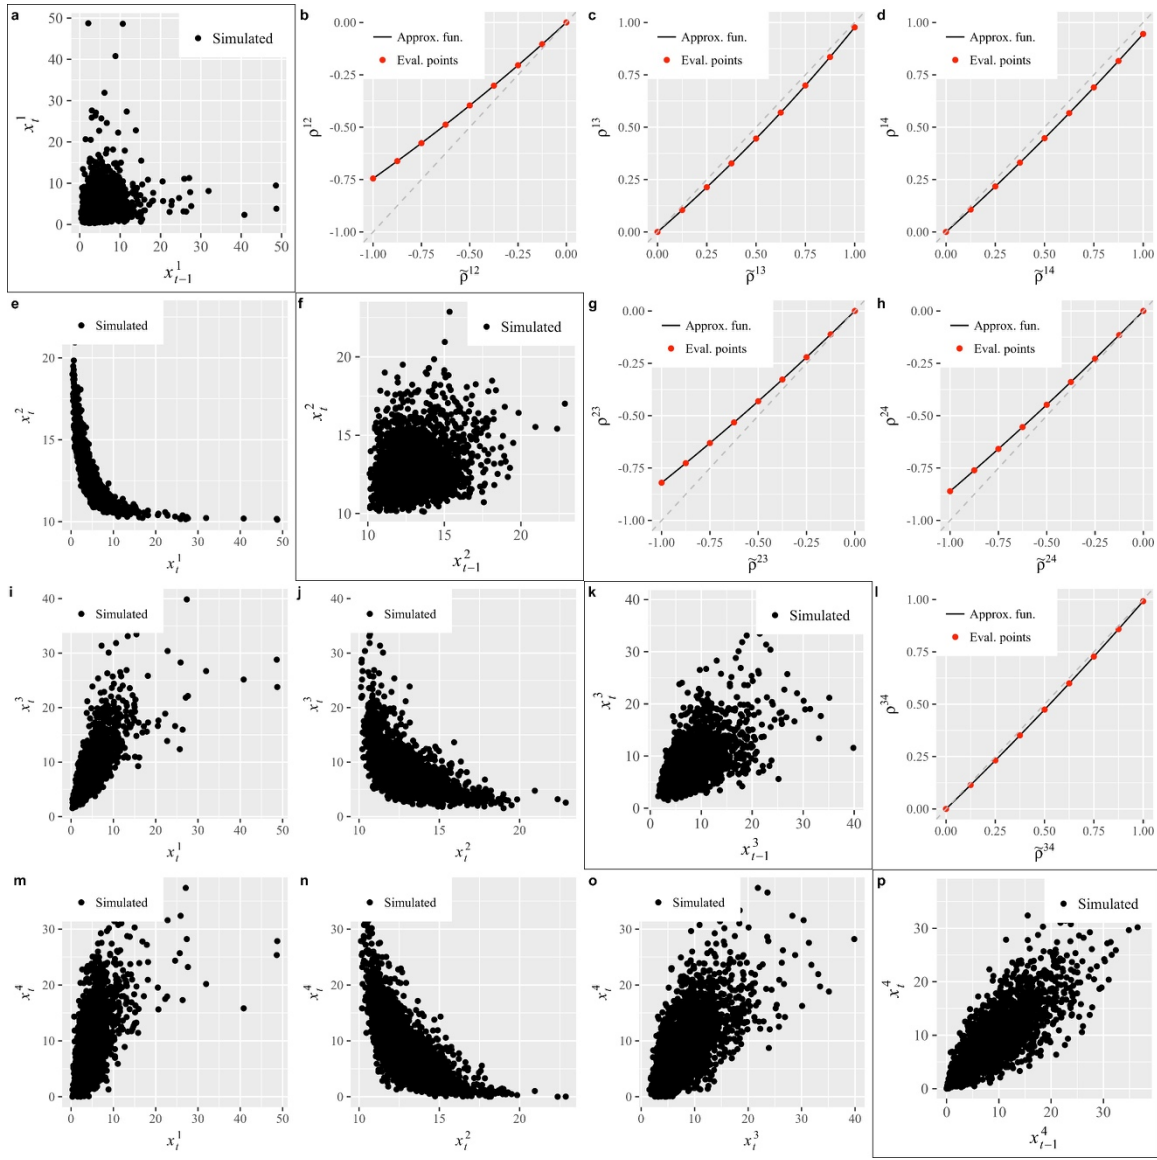 a
50
40
30
20
10
0
x_t^1
Simulated
0 10 20 30 40 50
x_{t−1}^1
b
0.00
-0.25
-0.50
-0.75
-1.00
ρ^{12}
Approx. fun.
Eval. points
-1.00 -0.75 -0.50 -0.25 0.00
ρ̃^{12}
c
1.00
0.75
0.50
0.25
0.00
ρ^{13}
Approx. fun.
Eval. points
0.00 0.25 0.50 0.75 1.00
ρ̃^{13}
d
1.00
0.75
0.50
0.25
0.00
ρ^{14}
Approx. fun.
Eval. points
0.00 0.25 0.50 0.75 1.00
ρ̃^{14}
e
20
15
10
x_t^2
Simulated
0 10 20 30 40 50
x_t^1
f
20
15
10
x_t^2
Simulated
10 15 20
x_{t−1}^2
g
0.00
-0.25
-0.50
-0.75
-1.00
ρ^{23}
Approx. fun.
Eval. points
-1.00 -0.75 -0.50 -0.25 0.00
ρ̃^{23}
h
0.00
-0.25
-0.50
-0.75
-1.00
ρ^{24}
Approx. fun.
Eval. points
-1.00 -0.75 -0.50 -0.25 0.00
ρ̃^{24}
i
40
30
20
10
0
x_t^3
Simulated
0 10 20 30 40 50
x_t^1
j
40
30
20
10
0
x_t^3
Simulated
10 15 20
x_t^2
k
40
30
20
10
0
x_t^3
Simulated
0 10 20 30 40
x_{t−1}^3
l
1.00
0.75
0.50
0.25
0.00
ρ^{34}
Approx. fun.
Eval. points
0.00 0.25 0.50 0.75 1.00
ρ̃^{34}
m
30
20
10
0
x_t^4
Simulated
0 10 20 30 40 50
x_t^1
n
30
20
10
0
x_t^4
Simulated
10 15 20
x_t^2
o
30
20
10
0
x_t^4
Simulated
0 10 20 30 40
x_t^3
p
30
20
10
0
x_t^4
Simulated
0 10 20 30
x_{t−1}^4